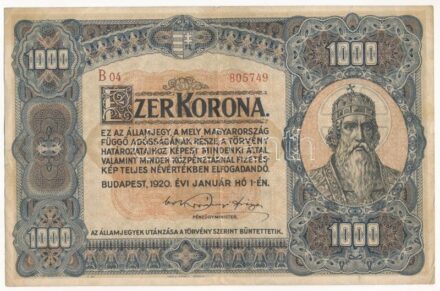 1000
1000
B 04 805749
EZER KORONA.
EZ AZ ÁLLAMJEGY, A MELY MAGYARORSZÁG
FÜGGŐ ADÓSSÁGÁNAK RÉSZE, A TÖRVÉNY
HATÁROZATAIHOZ KÉPEST MINDENKI ÁLTAL,
VALAMINT MINDEN KÖZPÉNZTÁRNÁL FIZETÉS-
KÉP TELJES NÉVÉRTÉKBEN ELFOGADANDÓ.
BUDAPEST, 1920. ÉVI JANUÁR HÓ 1-ÉN.
PÉNZÜGYMINISTER.
AZ ÁLLAMJEGYEK UTÁNZÁSA A TÖRVÉNY SZERINT BÜNTETTETIK.
1000
1000